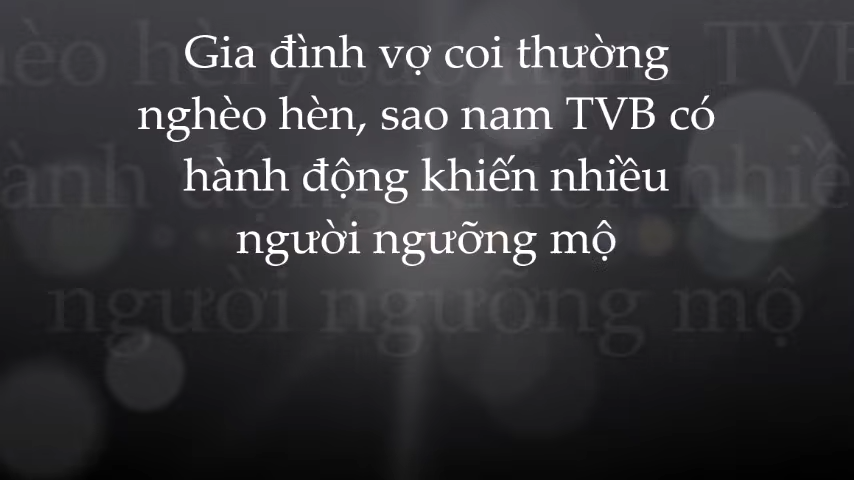 Gia đình vợ coi thường
nghèo hèn, sao nam TVB có
hành động khiến nhiều
người ngưỡng mộ